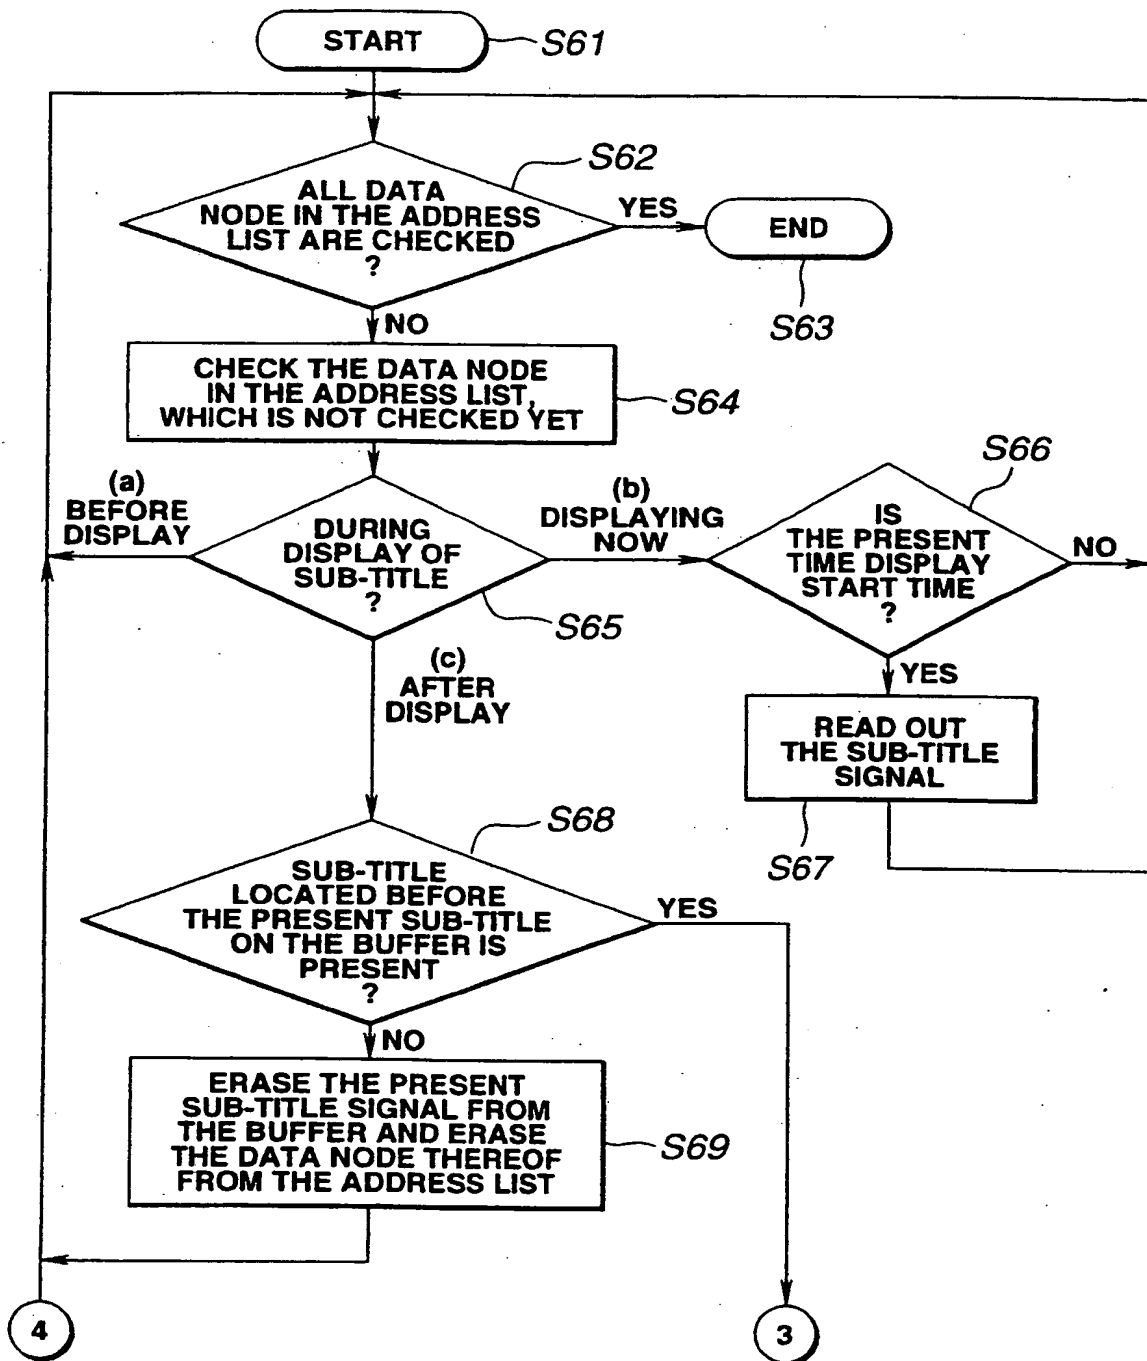 START
S61
S62
ALL DATA
NODE IN THE ADDRESS
LIST ARE CHECKED
?
YES
END
S63
NO
CHECK THE DATA NODE
IN THE ADDRESS LIST,
WHICH IS NOT CHECKED YET
S64
(a)
BEFORE
DISPLAY
DURING
DISPLAY OF
SUB-TITLE
?
S65
(b)
DISPLAYING
NOW
S66
IS
THE PRESENT
TIME DISPLAY
START TIME
?
NO
YES
READ OUT
THE SUB-TITLE
SIGNAL
S67
(c)
AFTER
DISPLAY
S68
SUB-TITLE
LOCATED BEFORE
THE PRESENT SUB-TITLE
ON THE BUFFER IS
PRESENT
?
YES
NO
ERASE THE PRESENT
SUB-TITLE SIGNAL FROM
THE BUFFER AND ERASE
THE DATA NODE THEREOF
FROM THE ADDRESS LIST
S69
4
3